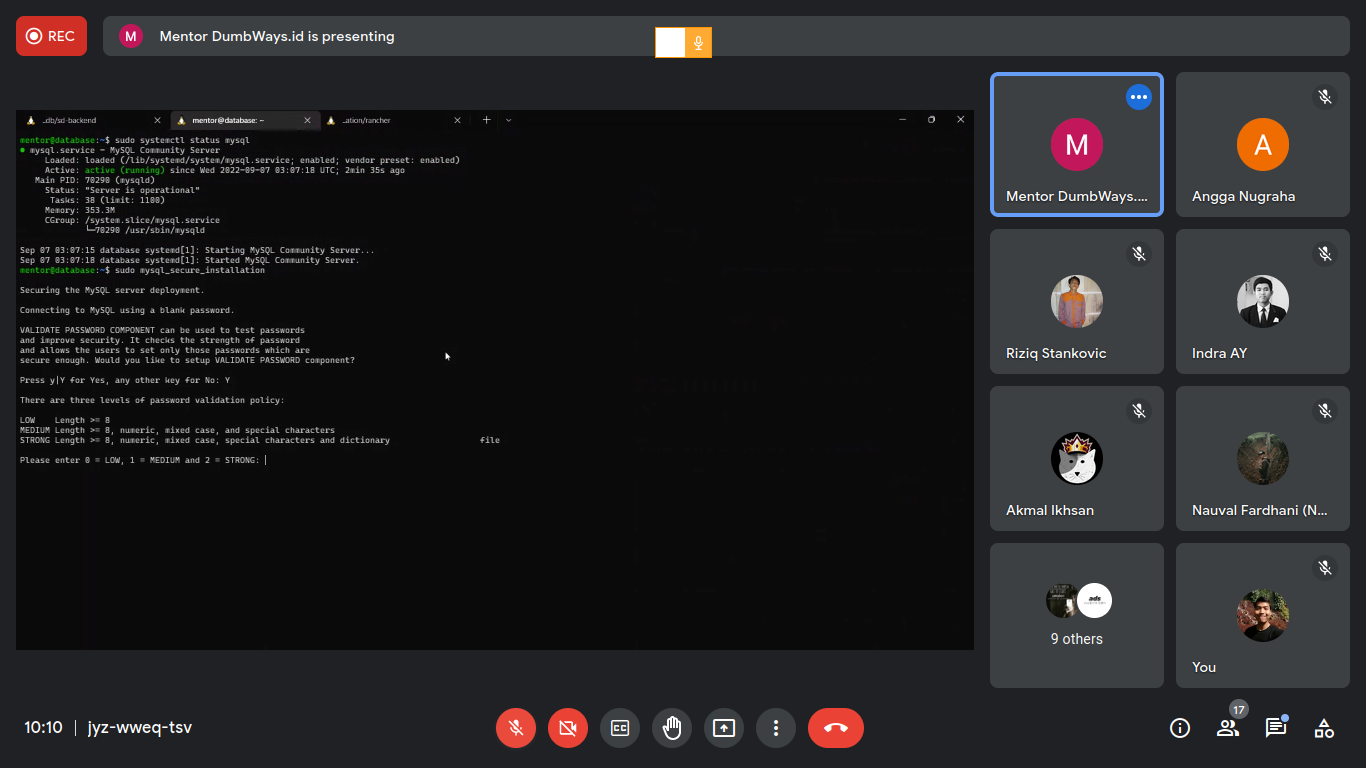 REC
M
Mentor DumbWays.id is presenting
_db/sd-backend
mentor@database: ~
_ation/rancher
mentor@database:~$ sudo systemctl status mysql
● mysql.service - MySQL Community Server
Loaded: loaded (/lib/systemd/system/mysql.service; enabled; vendor preset: enabled)
Active: active (running) since Wed 2022-09-07 03:07:18 UTC; 2min 35s ago
Main PID: 70290 (mysqld)
Status: "Server is operational"
Tasks: 38 (limit: 1100)
Memory: 353.3M
CGroup: /system.slice/mysql.service
└─70290 /usr/sbin/mysqld
Sep 07 03:07:15 database systemd[1]: Starting MySQL Community Server...
Sep 07 03:07:18 database systemd[1]: Started MySQL Community Server.
mentor@database:~$ sudo mysql_secure_installation
Securing the MySQL server deployment.
Connecting to MySQL using a blank password.
VALIDATE PASSWORD COMPONENT can be used to test passwords
and improve security. It checks the strength of password
and allows the users to set only those passwords which are
secure enough. Would you like to setup VALIDATE PASSWORD component?
Press y|Y for Yes, any other key for No: Y
There are three levels of password validation policy:
LOW    Length >= 8
MEDIUM Length >= 8, numeric, mixed case, and special characters
STRONG Length >= 8, numeric, mixed case, special characters and dictionary                  file
Please enter 0 = LOW, 1 = MEDIUM and 2 = STRONG:
M
Mentor DumbWays....
A
Angga Nugraha
Riziq Stankovic
Indra AY
Akmal Ikhsan
Nauval Fardhani (N...
ads
9 others
You
10:10 | jyz-wweq-tsv
CC
17